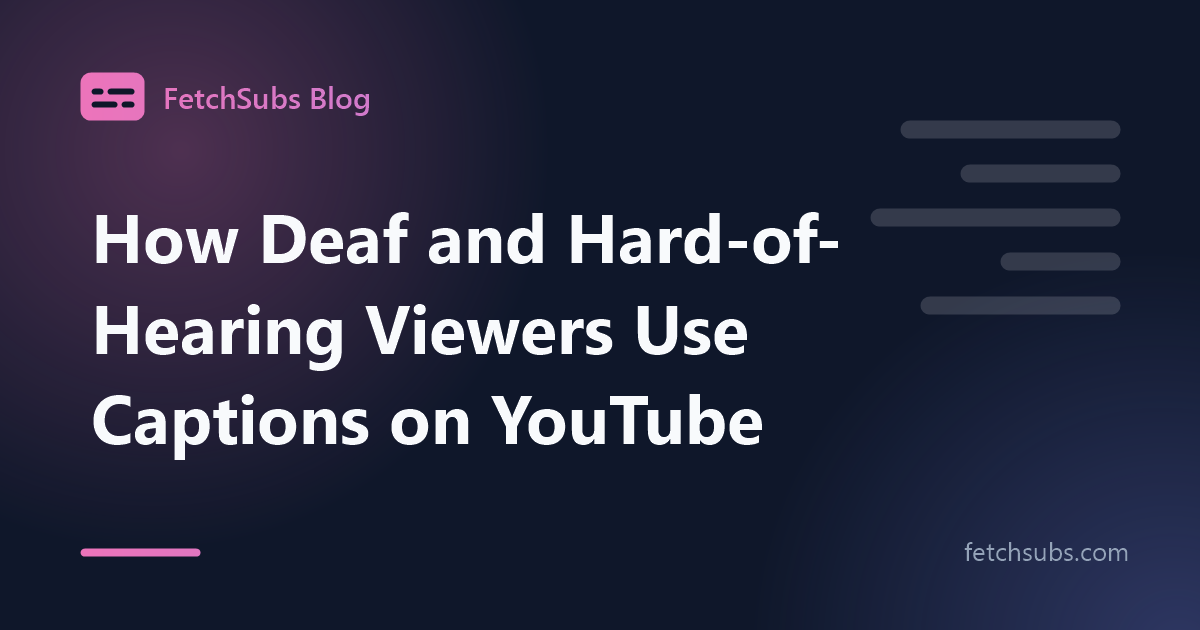 FetchSubs Blog
How Deaf and Hard-of-
Hearing Viewers Use
Captions on YouTube
fetchsubs.com